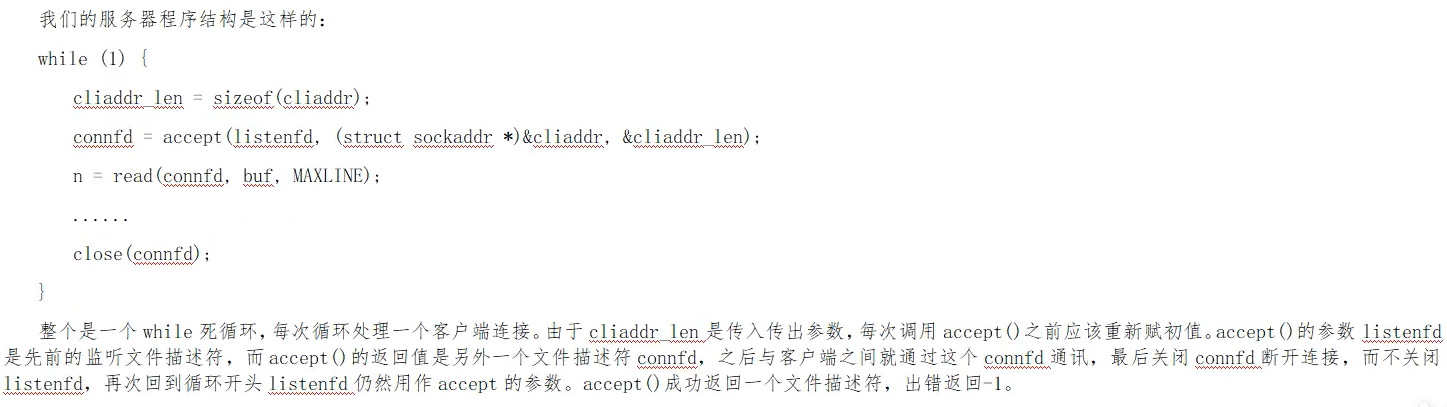 我们的服务器程序结构是这样的：
while (1) {
cliaddr_len = sizeof(cliaddr);
connfd = accept(listenfd, (struct sockaddr *)&cliaddr, &cliaddr_len);
n = read(connfd, buf, MAXLINE);
......
close(connfd);
}
整个是一个 while 死循环，每次循环处理一个客户端连接。由于 cliaddr_len 是传入传出参数，每次调用 accept()之前应该重新赋初值。accept()的参数 listenfd
是先前的监听文件描述符，而 accept()的返回值是另外一个文件描述符 connfd，之后与客户端之间就通过这个 connfd 通讯，最后关闭 connfd 断开连接，而不关闭
listenfd，再次回到循环开头 listenfd 仍然用作 accept 的参数。accept()成功返回一个文件描述符，出错返回-1。